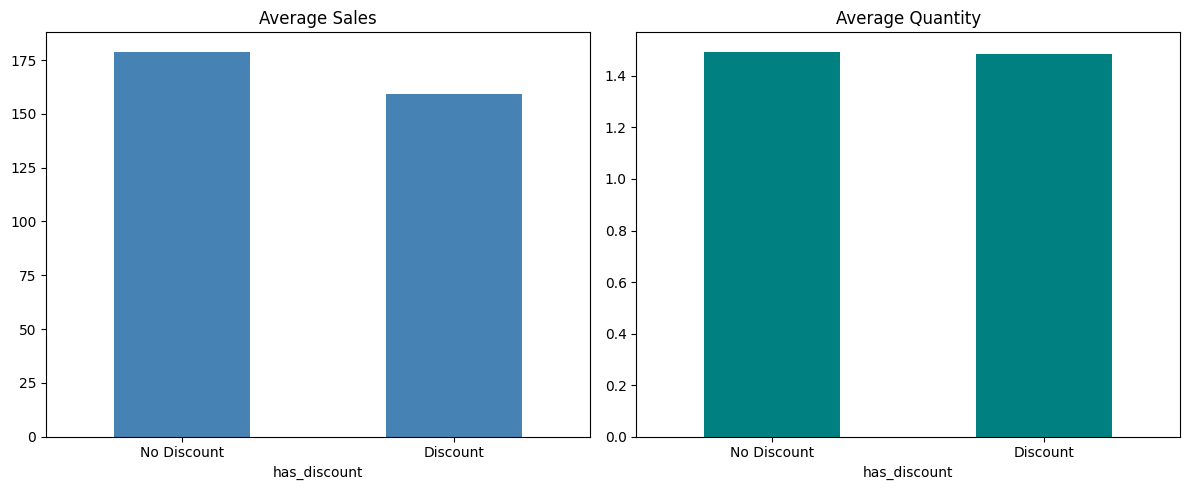 Average Sales
175
150
125
100
75
50
25
0
No Discount
Discount
has_discount
Average Quantity
1.4
1.2
1.0
0.8
0.6
0.4
0.2
0.0
No Discount
Discount
has_discount